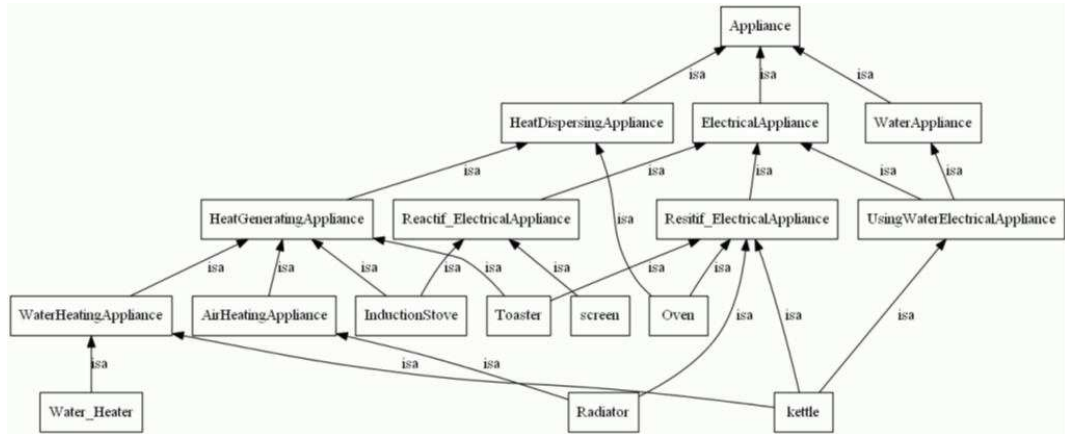 Appliance
isa isa isa
HeatDispersingAppliance ElectricalAppliance WaterAppliance
isa isa isa isa isa
HeatGeneratingAppliance Reactif_ElectricalAppliance Resitif_ElectricalAppliance UsingWaterElectricalAppliance
isa
isa isa isa isa isa isa isa
WaterHeatingAppliance AirHeatingAppliance InductionStove Toaster screen Oven
isa isa isa
isa isa isa
Water_Heater Radiator kettle